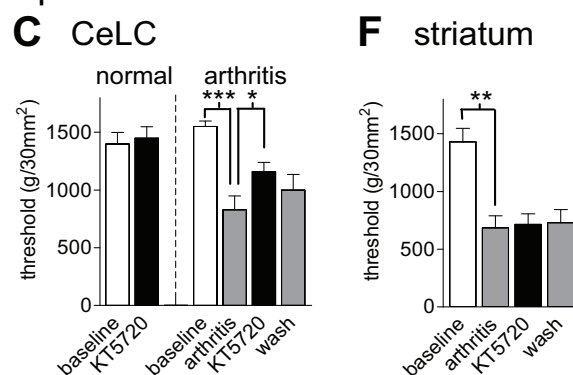 C CeLC
normal arthritis
*** *
threshold (g/30mm²)
1500
1000
500
0
baseline
KT5720
baseline
arthritis
KT5720
wash
F striatum
**
threshold (g/30mm²)
1500
1000
500
0
baseline
arthritis
KT5720
wash